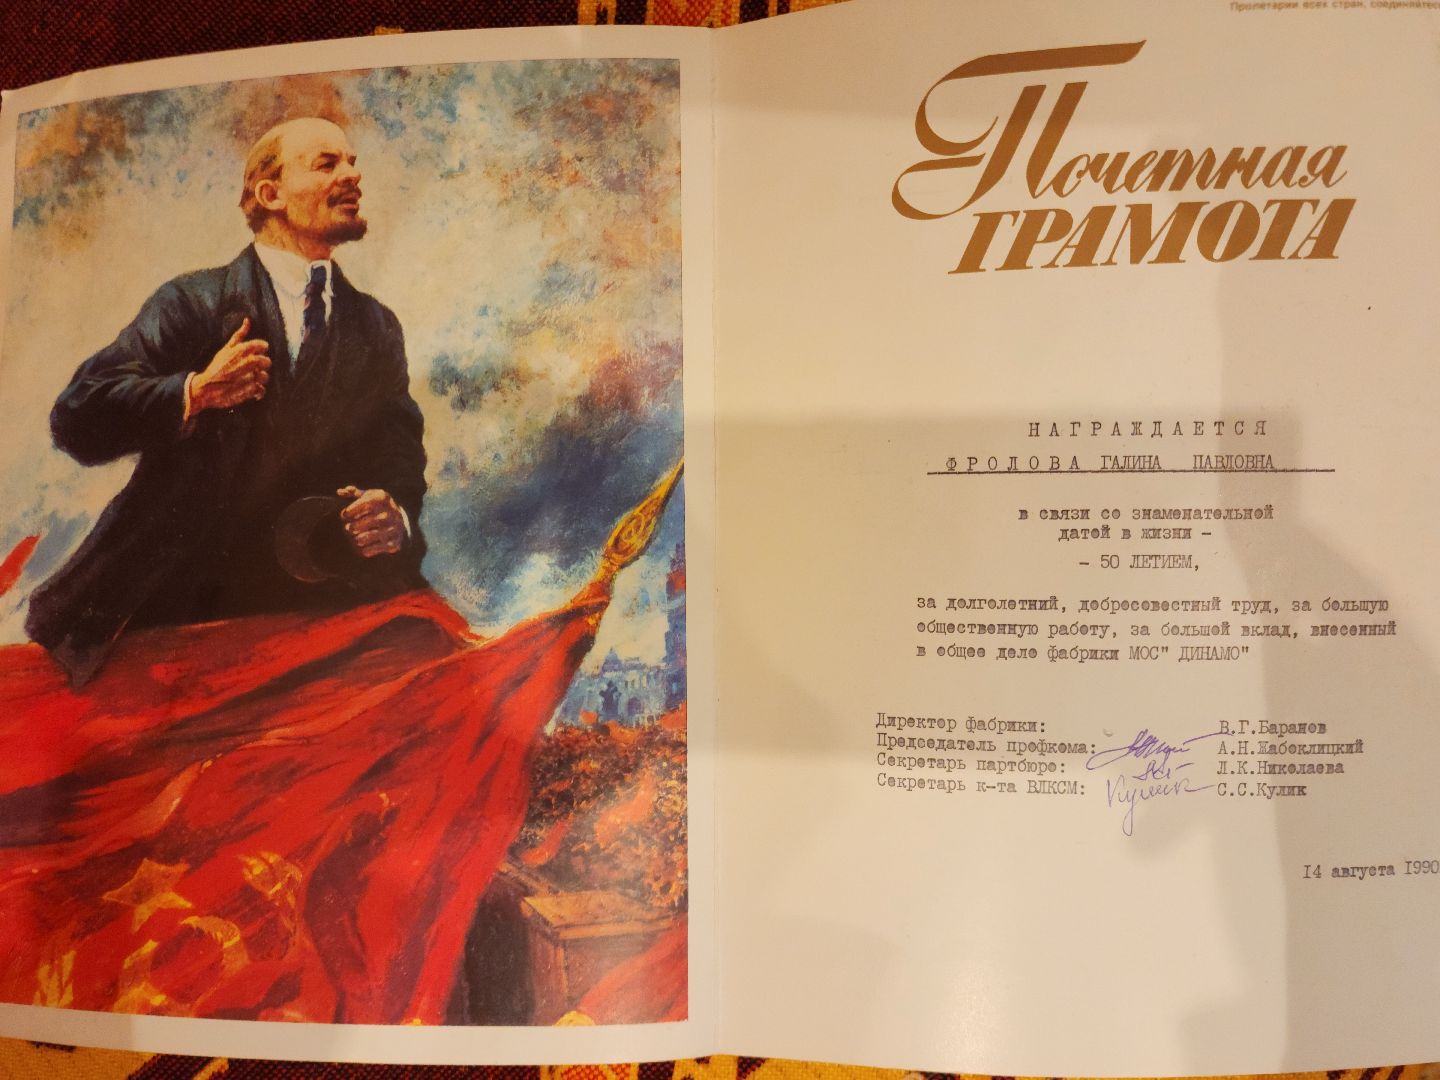 Пролетарии всех стран, соединяйтесь
Почетная
ГРАМОТА
НАГРАЖДАЕТСЯ
ФРОЛОВА ГАЛИНА ПАВЛОВНА
в связи со знаменательной
датой в жизни -
- 50 ЛЕТИЕМ,
за долголетний, добросовестный труд, за большую
общественную работу, за большой вклад, внесенный
в общее дело фабрики МОС" ДИНАМО"
Директор фабрики: В.Г.Баранов
Председатель профкома: А.Н.Жабоклицкий
Секретарь партбюро: Л.К.Николаева
Секретарь к-та ВЛКСМ: Кулик С.С.Кулик
14 августа 1990